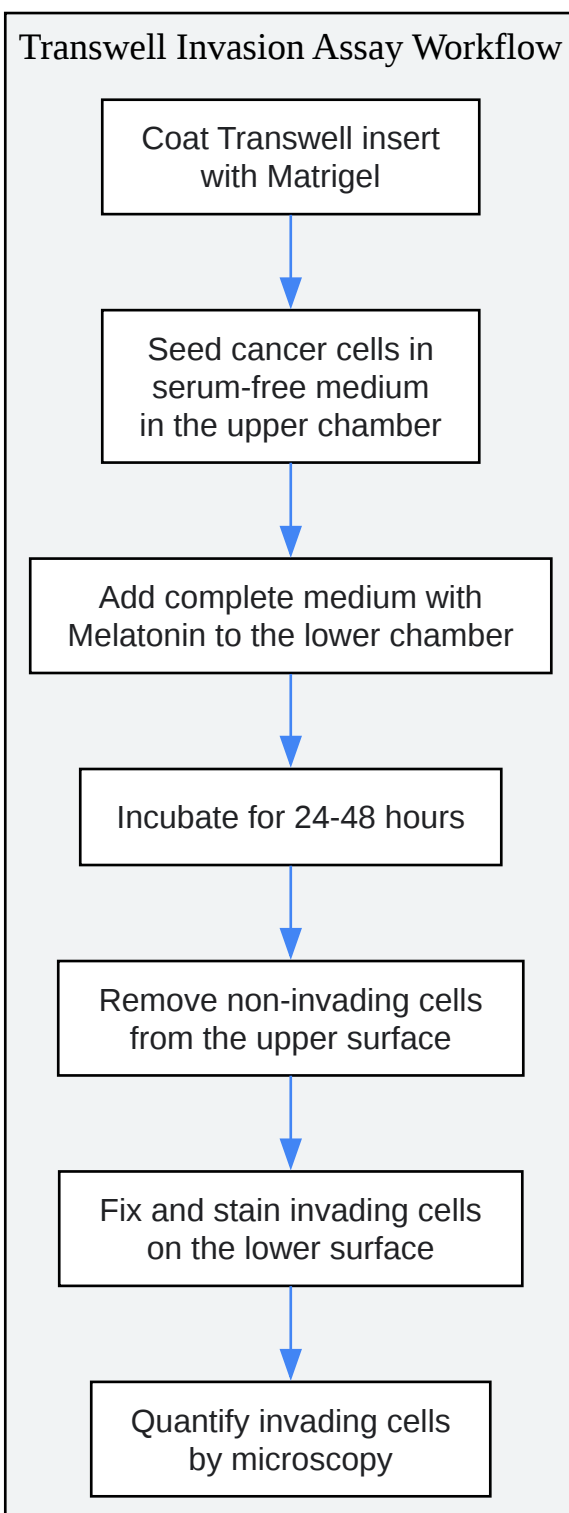 Transwell Invasion Assay Workflow
Coat Transwell insert
with Matrigel
Seed cancer cells in
serum-free medium
in the upper chamber
Add complete medium with
Melatonin to the lower chamber
Incubate for 24-48 hours
Remove non-invading cells
from the upper surface
Fix and stain invading cells
on the lower surface
Quantify invading cells
by microscopy